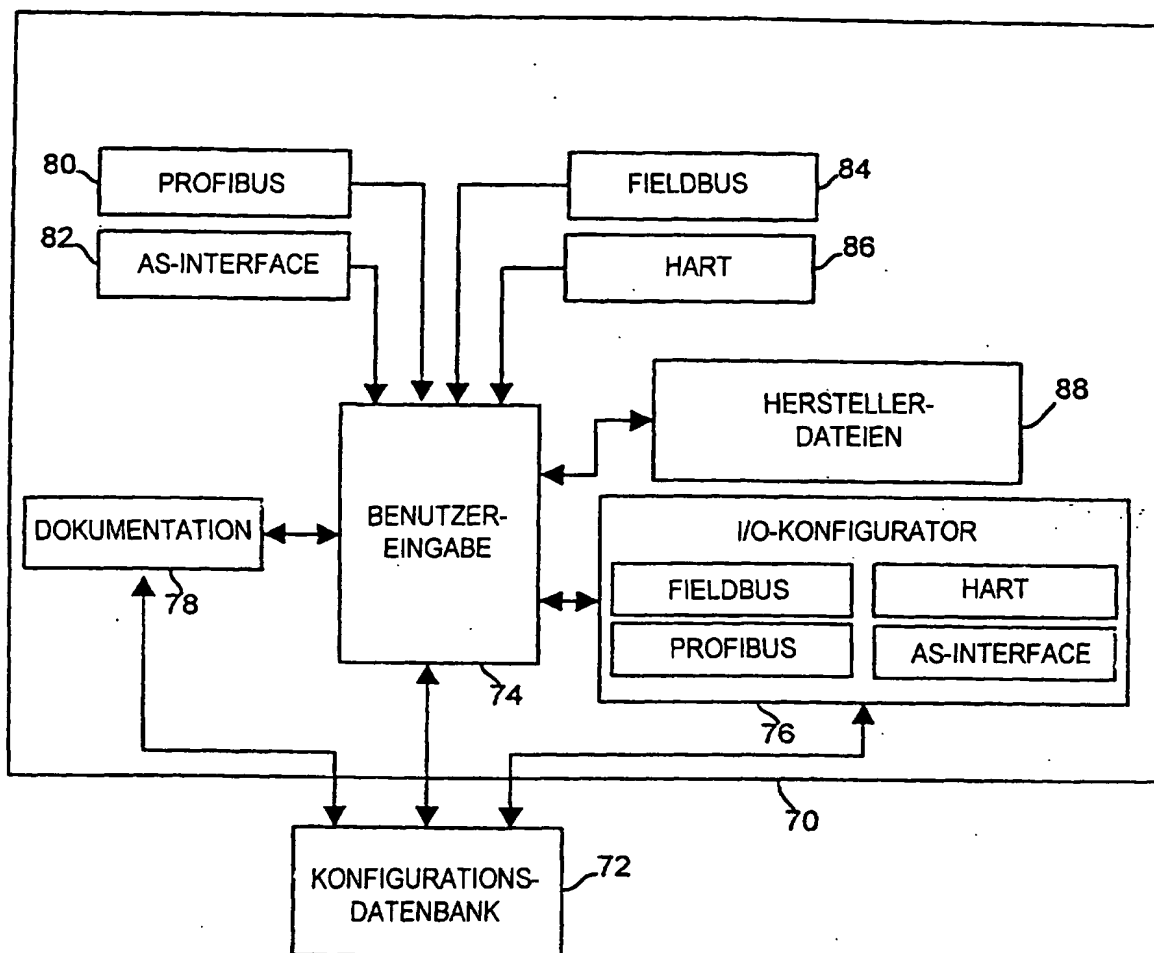 80
PROFIBUS
FIELDBUS
84
82
AS-INTERFACE
HART
86
HERSTELLER-
DATEIEN
88
DOKUMENTATION
78
BENUTZER-
EINGABE
74
I/O-KONFIGURATOR
FIELDBUS
HART
PROFIBUS
AS-INTERFACE
76
70
KONFIGURATIONS-
DATENBANK
72